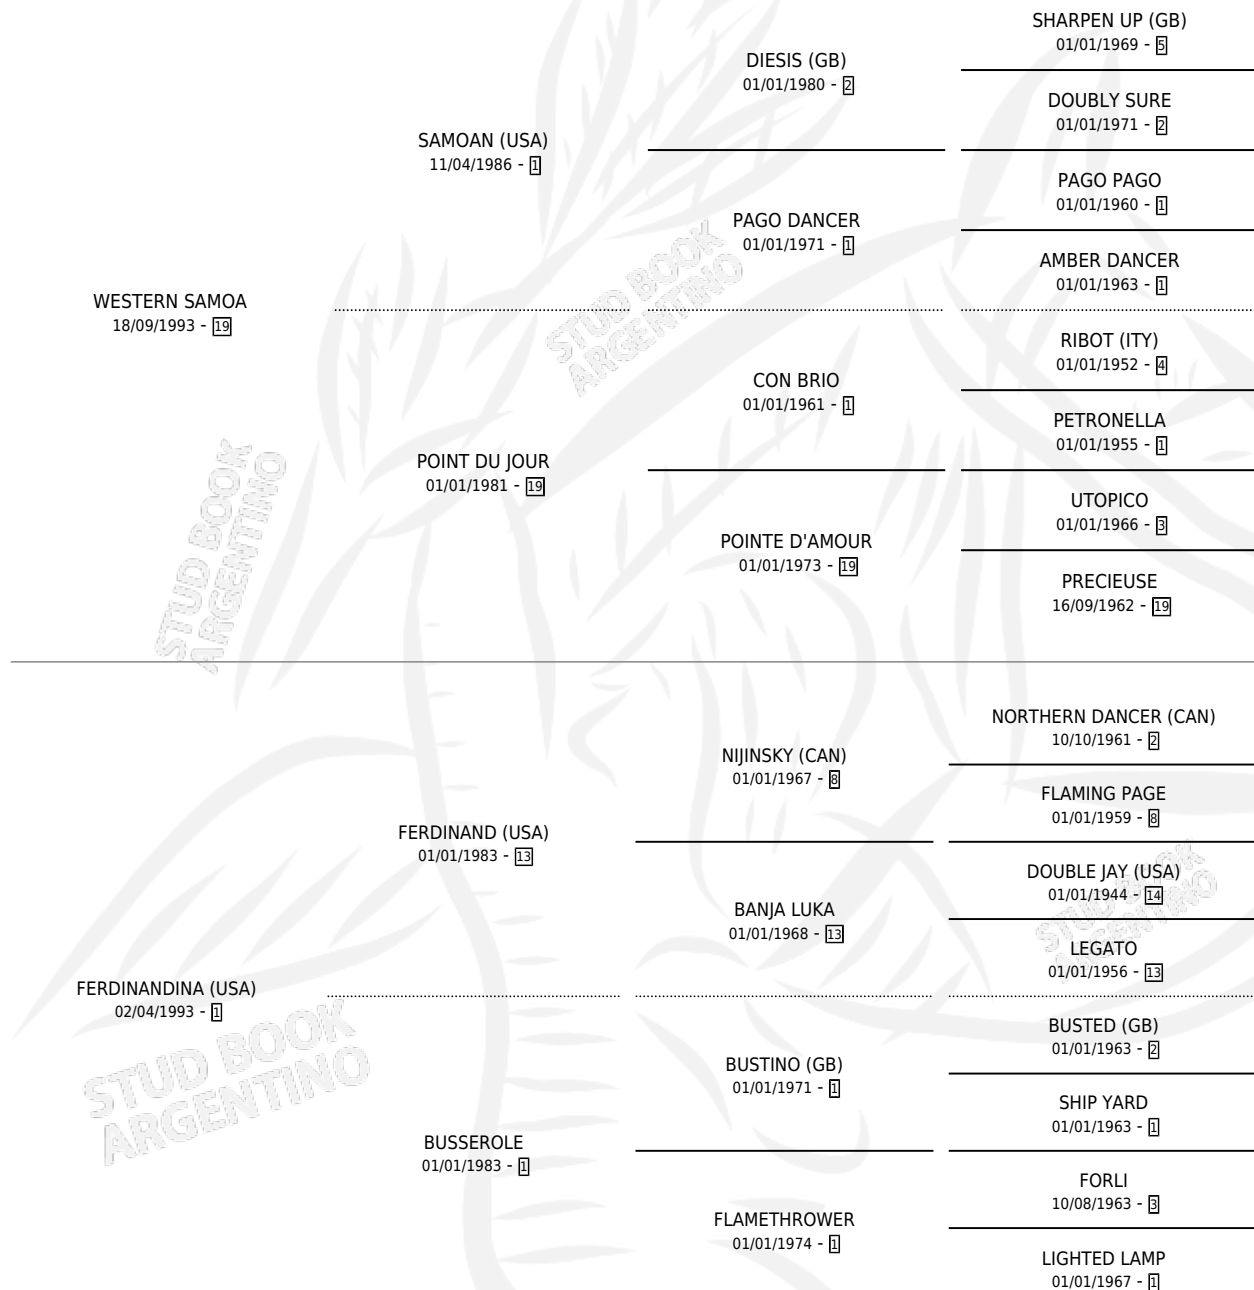 SHARPEN UP (GB)
01/01/1969 - 5
DIESIS (GB)
01/01/1980 - 2
DOUBLY SURE
01/01/1971 - 2
SAMOAN (USA)
11/04/1986 - 1
PAGO PAGO
01/01/1960 - 1
PAGO DANCER
01/01/1971 - 1
AMBER DANCER
01/01/1963 - 1
WESTERN SAMOA
18/09/1993 - 19
STUD BOOK
ARGENTINO
RIBOT (ITY)
01/01/1952 - 4
CON BRIO
01/01/1961 - 1
PETRONELLA
01/01/1955 - 1
POINT DU JOUR
01/01/1981 - 19
STUD BOOK
ARGENTINO
UTOPICO
01/01/1966 - 3
POINTE D'AMOUR
01/01/1973 - 19
PRECIEUSE
16/09/1962 - 19
NORTHERN DANCER (CAN)
10/10/1961 - 2
NIJINSKY (CAN)
01/01/1967 - 8
FLAMING PAGE
01/01/1959 - 8
FERDINAND (USA)
01/01/1983 - 13
DOUBLE JAY (USA)
01/01/1944 - 14
STUD BOOK
ARGENTINO
BANJA LUKA
01/01/1968 - 13
LEGATO
01/01/1956 - 13
FERDINANDINA (USA)
02/04/1993 - 1
STUD BOOK
ARGENTINO
BUSTED (GB)
01/01/1963 - 2
BUSTINO (GB)
01/01/1971 - 1
SHIP YARD
01/01/1963 - 1
BUSSEROLE
01/01/1983 - 1
FORLI
10/08/1963 - 3
FLAMETHROWER
01/01/1974 - 1
LIGHTED LAMP
01/01/1967 - 1